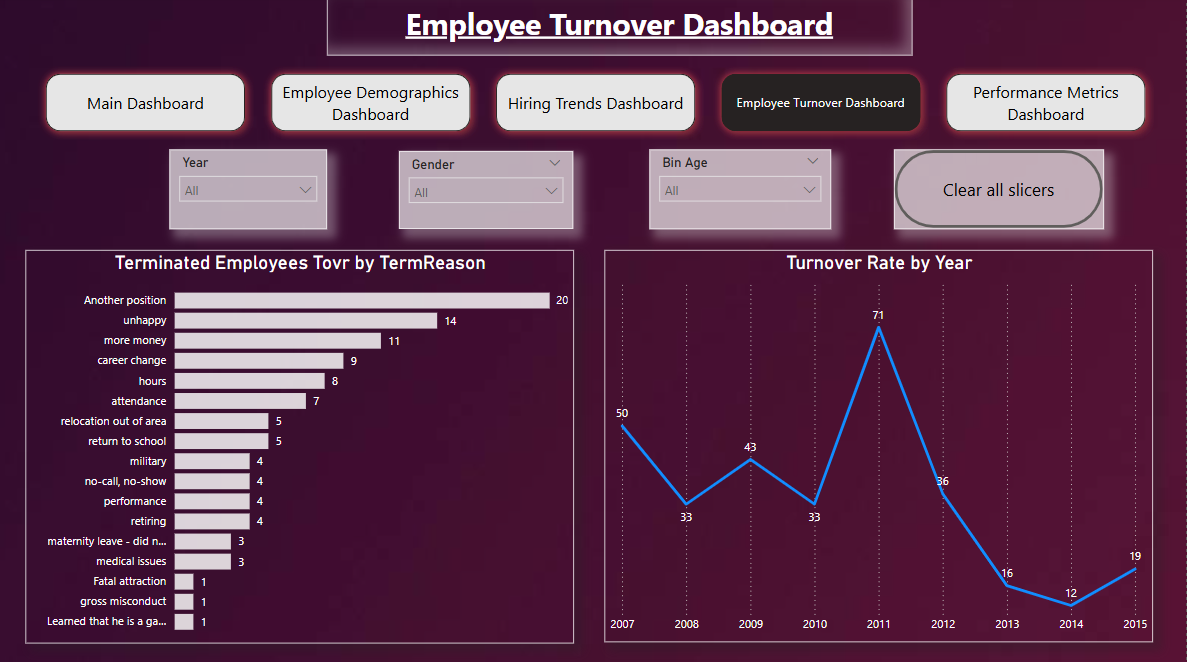 Employee Turnover Dashboard
Main Dashboard
Employee Demographics
Dashboard
Hiring Trends Dashboard
Employee Turnover Dashboard
Performance Metrics
Dashboard
Year
All
Gender
All
Bin Age
All
Clear all slicers
Terminated Employees Tovr by TermReason
Another position 20
unhappy 14
more money 11
career change 9
hours 8
attendance 7
relocation out of area 5
return to school 5
military 4
no-call, no-show 4
performance 4
retiring 4
maternity leave - did n... 3
medical issues 3
Fatal attraction 1
gross misconduct 1
Learned that he is a ga... 1
Turnover Rate by Year
50
33
43
33
71
36
16
12
19
2007 2008 2009 2010 2011 2012 2013 2014 2015